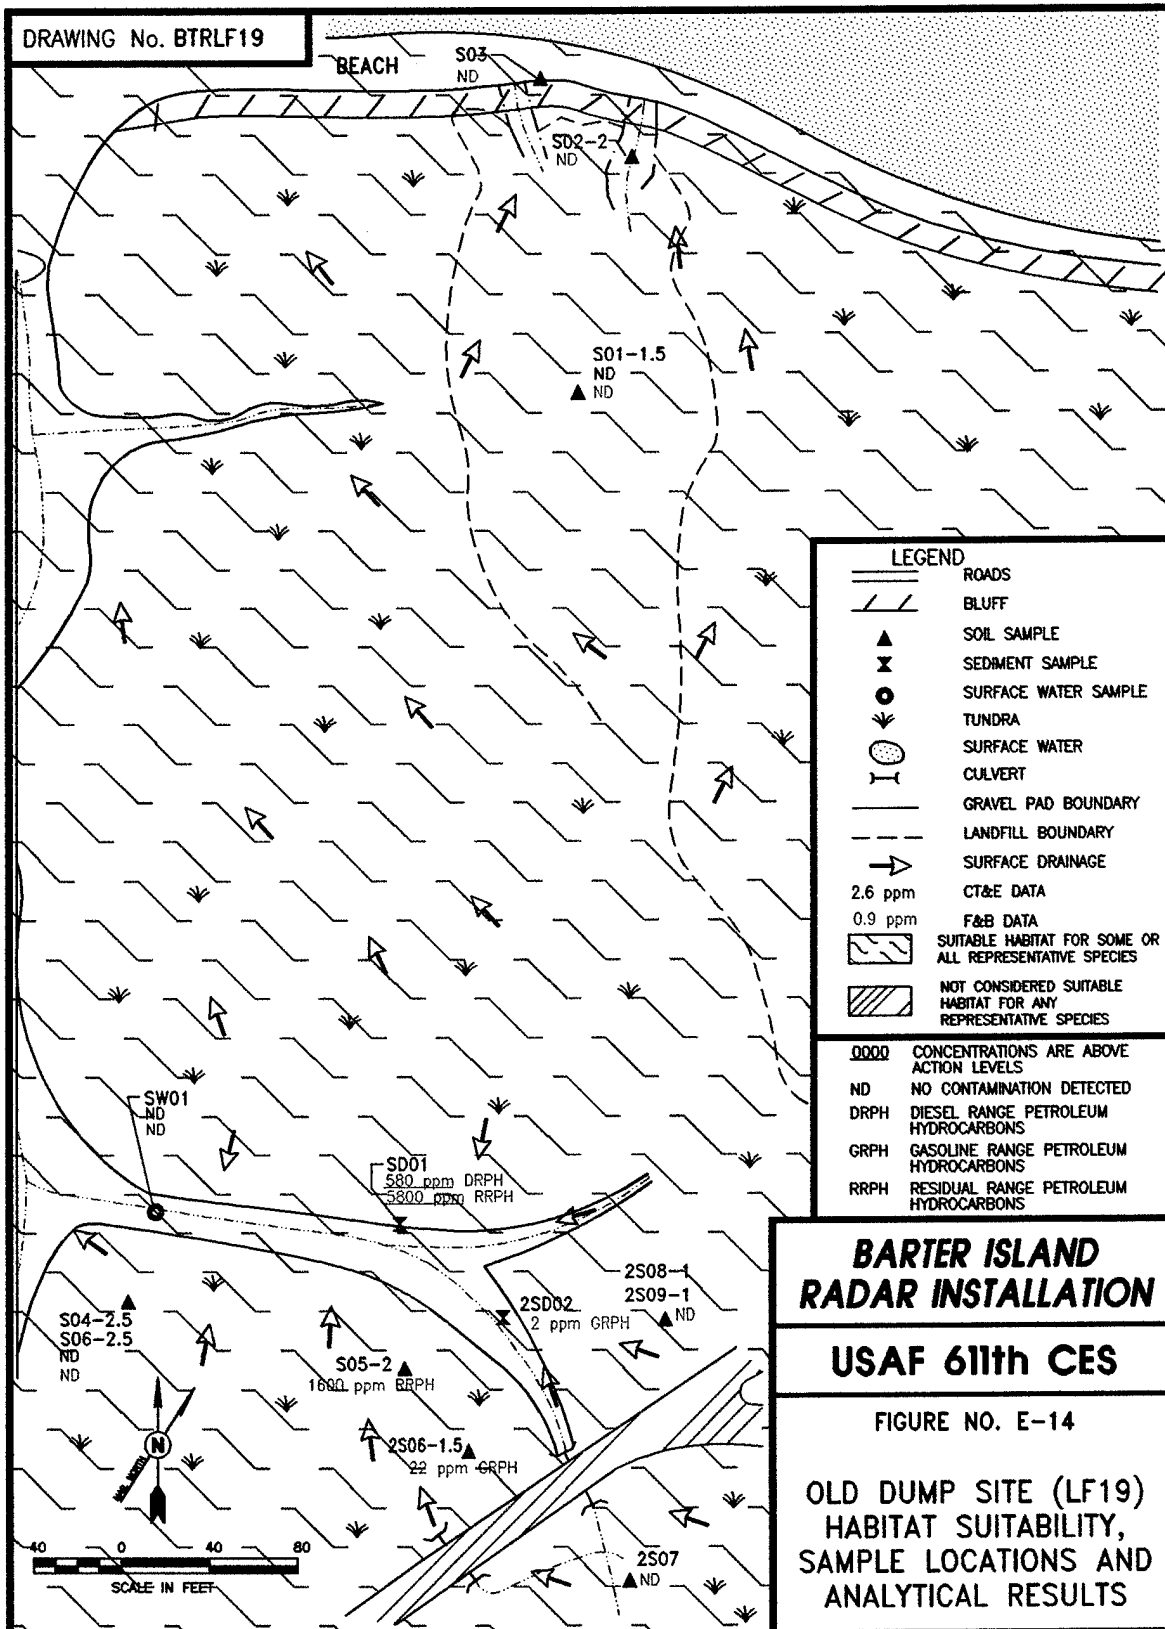 DRAWING No. BTRLF19
BEACH
S03
ND
S02-2
ND
S01-1.5
ND
ND
LEGEND
ROADS
BLUFF
SOIL SAMPLE
SEDIMENT SAMPLE
SURFACE WATER SAMPLE
TUNDRA
SURFACE WATER
CULVERT
GRAVEL PAD BOUNDARY
LANDFILL BOUNDARY
SURFACE DRAINAGE
2.6 ppm CT&E DATA
0.9 ppm F&B DATA
SUITABLE HABITAT FOR SOME OR
ALL REPRESENTATIVE SPECIES
NOT CONSIDERED SUITABLE
HABITAT FOR ANY
REPRESENTATIVE SPECIES
0000 CONCENTRATIONS ARE ABOVE
ACTION LEVELS
ND NO CONTAMINATION DETECTED
DRPH DIESEL RANGE PETROLEUM
HYDROCARBONS
GRPH GASOLINE RANGE PETROLEUM
HYDROCARBONS
RRPH RESIDUAL RANGE PETROLEUM
HYDROCARBONS
SW01
ND
ND
SD01
580 ppm DRPH
5800 ppm RRPH
2S08-1
2S09-1
ND
2SD02
2 ppm GRPH
S04-2.5
S06-2.5
ND
ND
S05-2
1600 ppm RRPH
2S06-1.5
22 ppm GRPH
2S07
ND
N
40 0 40 80
SCALE IN FEET
BARTER ISLAND
RADAR INSTALLATION
USAF 611th CES
FIGURE NO. E-14
OLD DUMP SITE (LF19)
HABITAT SUITABILITY,
SAMPLE LOCATIONS AND
ANALYTICAL RESULTS